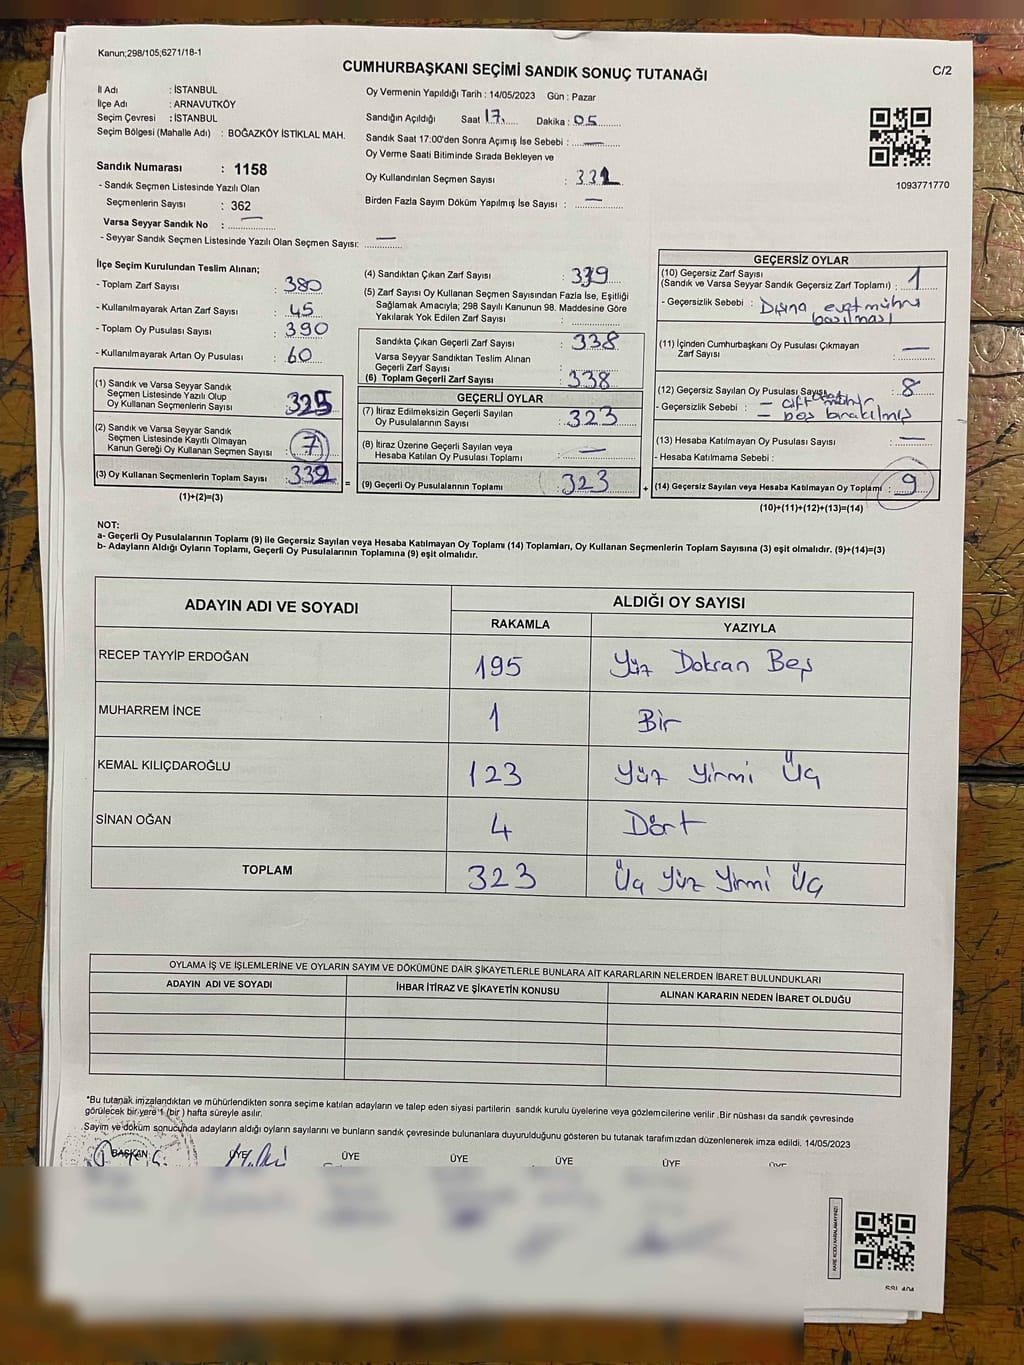 Kanun;298/105;6271/18-1
C/2
CUMHURBAŞKANI SEÇİMİ SANDIK SONUÇ TUTANAĞI
İl Adı : İSTANBUL
İlçe Adı : ARNAVUTKÖY
Seçim Çevresi : İSTANBUL
Seçim Bölgesi (Mahalle Adı) : BOĞAZKÖY İSTİKLAL MAH.
Sandık Numarası : 1158
- Sandık Seçmen Listesinde Yazılı Olan
Seçmenlerin Sayısı : 362
Varsa Seyyar Sandık No : —
- Seyyar Sandık Seçmen Listesinde Yazılı Olan Seçmen Sayısı: —
Oy Vermenin Yapıldığı Tarih : 14/05/2023 Gün : Pazar
Sandığın Açıldığı Saat 17 Dakika : 05
Sandık Saat 17:00'den Sonra Açımış İse Sebebi : —
Oy Verme Saati Bitiminde Sırada Bekleyen ve
Oy Kullandırılan Seçmen Sayısı :
Birden Fazla Sayım Döküm Yapılmış İse Sayısı : —
1093771770
İlçe Seçim Kurulundan Teslim Alınan;
- Toplam Zarf Sayısı : 380
- Kullanılmayarak Artan Zarf Sayısı : 45
- Toplam Oy Pusulası Sayısı : 390
- Kullanılmayarak Artan Oy Pusulası : 60
(1) Sandık ve Varsa Seyyar Sandık
Seçmen Listesinde Yazılı Olup
Oy Kullanan Seçmenlerin Sayısı : 325
(2) Sandık ve Varsa Seyyar Sandık
Seçmen Listesinde Kayıtlı Olmayan
Kanun Gereği Oy Kullanan Seçmen Sayısı : 7
(3) Oy Kullanan Seçmenlerin Toplam Sayısı : 332
(1)+(2)=(3)
(4) Sandıktan Çıkan Zarf Sayısı : 339
(5) Zarf Sayısı Oy Kullanan Seçmen Sayısından Fazla İse, Eşitliği
Sağlamak Amacıyla; 298 Sayılı Kanunun 98. Maddesine Göre
Yakılarak Yok Edilen Zarf Sayısı :
Sandıkta Çıkan Geçerli Zarf Sayısı : 338
Varsa Seyyar Sandıktan Teslim Alınan
Geçerli Zarf Sayısı :
(6) Toplam Geçerli Zarf Sayısı : 338
GEÇERLİ OYLAR
(7) İtiraz Edilmeksizin Geçerli Sayılan
Oy Pusulalarının Sayısı : 323
(8) İtiraz Üzerine Geçerli Sayılan veya
Hesaba Katılan Oy Pusulası Toplamı : —
= (9) Geçerli Oy Pusulalarının Toplamı : 323
GEÇERSİZ OYLAR
(10) Geçersiz Zarf Sayısı
(Sandık ve Varsa Seyyar Sandık Geçersiz Zarf Toplamı) : 1
- Geçersizlik Sebebi : Dışına evet mührü
basılması
(11) İçinden Cumhurbaşkanı Oy Pusulası Çıkmayan
Zarf Sayısı : —
(12) Geçersiz Sayılan Oy Pusulası Sayısı : 8
- Geçersizlik Sebebi : – çift mühür
– boş bırakılmış
(13) Hesaba Katılmayan Oy Pusulası Sayısı : —
- Hesaba Katılmama Sebebi :
+ (14) Geçersiz Sayılan veya Hesaba Katılmayan Oy Toplamı : 9
(10)+(11)+(12)+(13)=(14)
NOT:
a- Geçerli Oy Pusulalarının Toplamı (9) ile Geçersiz Sayılan veya Hesaba Katılmayan Oy Toplamı (14) Toplamları, Oy Kullanan Seçmenlerin Toplam Sayısına (3) eşit olmalıdır. (9)+(14)=(3)
b- Adayların Aldığı Oyların Toplamı, Geçerli Oy Pusulalarının Toplamına (9) eşit olmalıdır.
ADAYIN ADI VE SOYADI ALDIĞI OY SAYISI
RAKAMLA YAZIYLA
RECEP TAYYİP ERDOĞAN 195 Yüz Doksan Beş
MUHARREM İNCE 1 Bir
KEMAL KILIÇDAROĞLU 123 Yüz Yirmi Üç
SİNAN OĞAN 4 Dört
TOPLAM 323 Üç Yüz Yirmi Üç
OYLAMA İŞ VE İŞLEMLERİNE VE OYLARIN SAYIM VE DÖKÜMÜNE DAİR ŞİKAYETLERLE BUNLARA AİT KARARLARIN NELERDEN İBARET BULUNDUKLARI
ADAYIN ADI VE SOYADI İHBAR İTİRAZ VE ŞİKAYETİN KONUSU ALINAN KARARIN NEDEN İBARET OLDUĞU
*Bu tutanak imzalandıktan ve mühürlendikten sonra seçime katılan adayların ve talep eden siyasi partilerin sandık kurulu üyelerine veya gözlemcilerine verilir .Bir nüshası da sandık çevresinde
görülecek bir yere 1 (bir ) hafta süreyle asılır.
Sayım ve döküm sonucunda adayların aldığı oyların sayılarını ve bunların sandık çevresinde bulunanlara duyurulduğunu gösteren bu tutanak tarafımızdan düzenlenerek imza edildi. 14/05/2023
BAŞKAN ÜYE ÜYE ÜYE ÜYE ÜYE ÜYE
KARE KODU KARALAMAYINIZ!